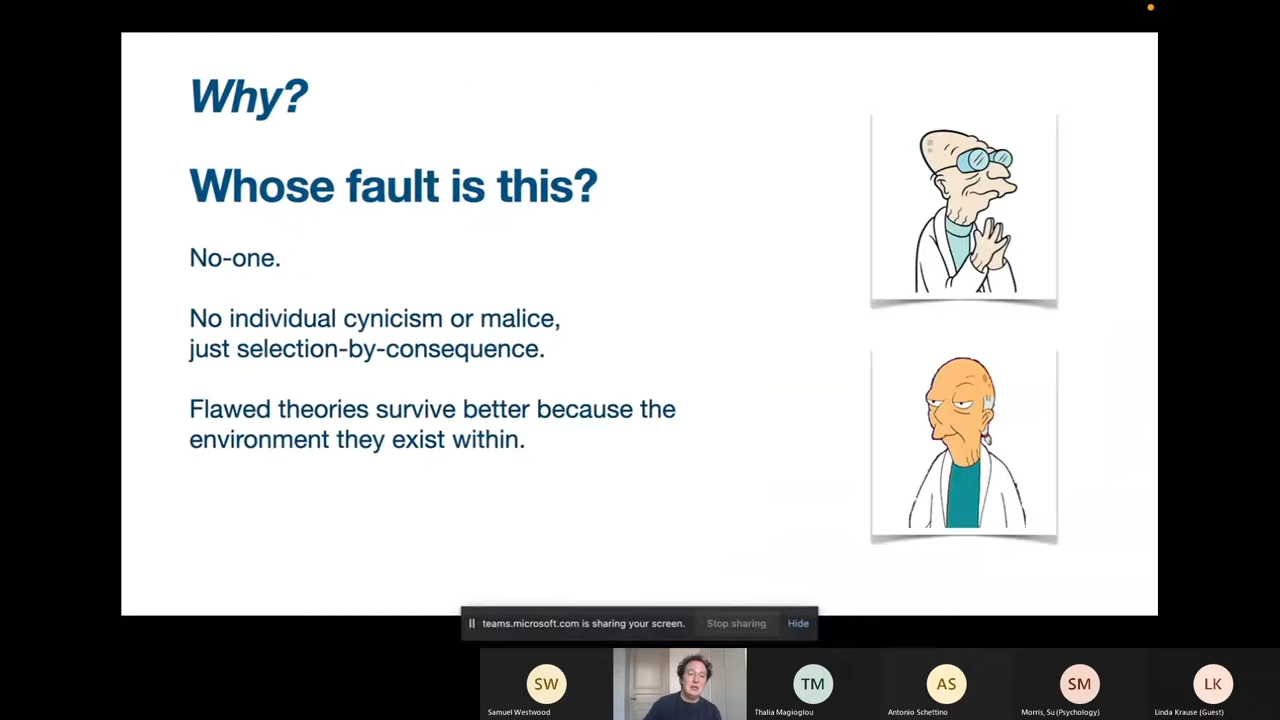 Why?
Whose fault is this?
No-one.
No individual cynicism or malice,
just selection-by-consequence.
Flawed theories survive better because the
environment they exist within.
teams.microsoft.com is sharing your screen.
Stop sharing
Hide
SW
TM
AS
SM
LK
Samuel Westwood
Thalia Magioglou
Antonio Schettino
Morris, Su (Psychology)
Linda Krause (Guest)